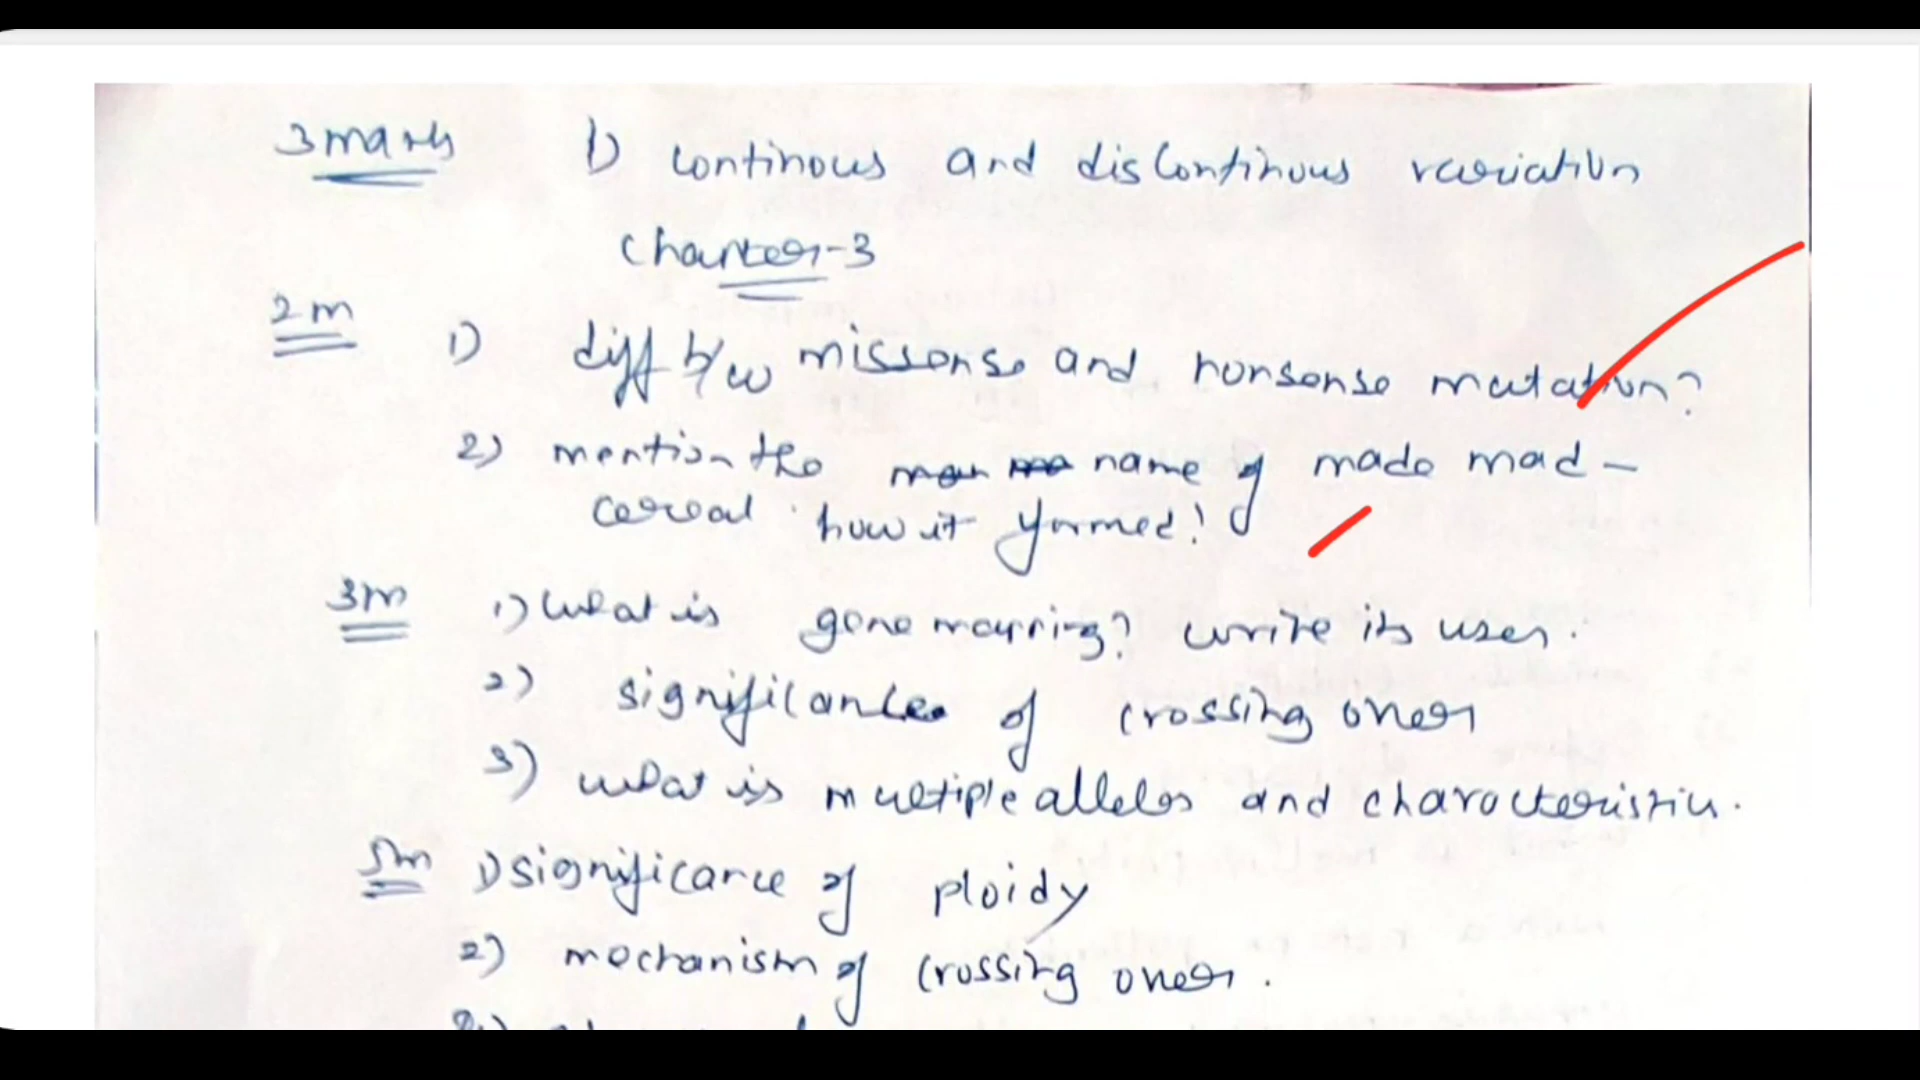 3 marks 1) continous and discontinous variation
Chapter-3
2m 1) diff b/w missense and nonsense mutation?
2) mention the name of made mad-
cereal how it formed?
3m 1) What is gene mapping? write its uses.
2) significance of crossing over
3) what is multiple alleles and characteristic.
5m 1) significance of ploidy
2) mechanism of crossing over.